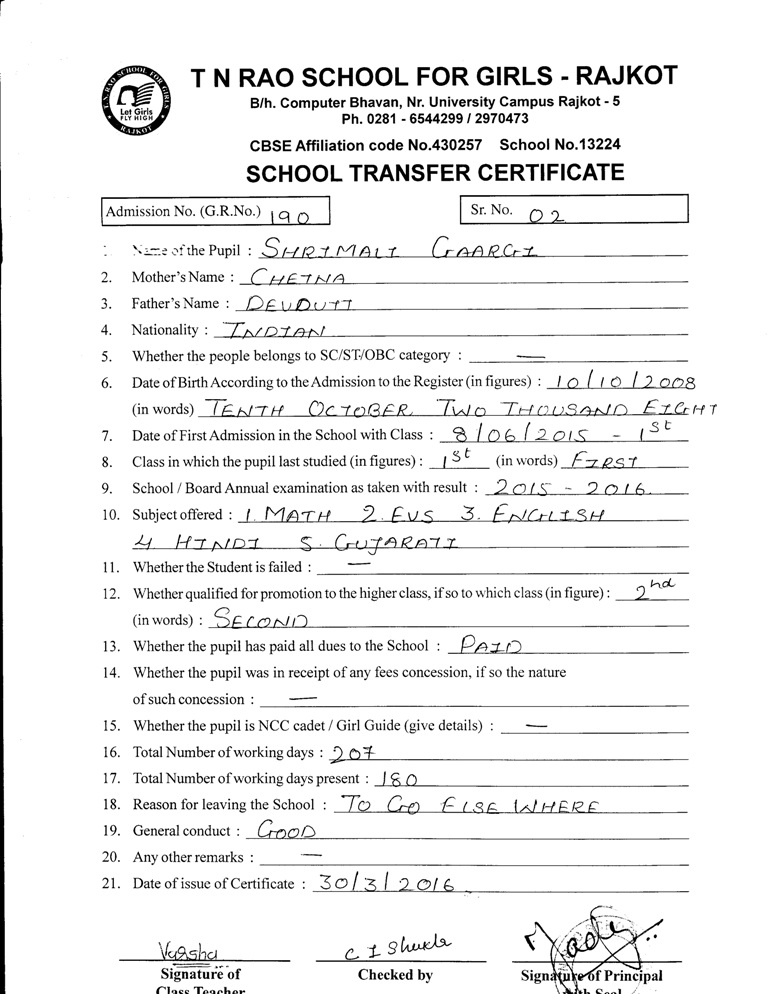 T.N. RAO SCHOOL FOR GIRLS
Let Girls
FLY HIGH
RAJKOT
T N RAO SCHOOL FOR GIRLS - RAJKOT
B/h. Computer Bhavan, Nr. University Campus Rajkot - 5
Ph. 0281 - 6544299 / 2970473
CBSE Affiliation code No.430257 School No.13224
SCHOOL TRANSFER CERTIFICATE
Admission No. (G.R.No.) 190 Sr. No. 02
Name of the Pupil : SHRIMALI GAARGI
2. Mother's Name : CHETNA
3. Father's Name : DEVDUTT
4. Nationality : INDIAN
5. Whether the people belongs to SC/ST/OBC category : —
6. Date of Birth According to the Admission to the Register (in figures) : 10/10/2008
(in words) TENTH OCTOBER TWO THOUSAND EIGHT
7. Date of First Admission in the School with Class : 8/06/2015 - 1st
8. Class in which the pupil last studied (in figures) : 1st (in words) FIRST
9. School / Board Annual examination as taken with result : 2015 - 2016.
10. Subject offered : 1. MATH 2. EVS 3. ENGLISH
4 HINDI 5. GUJARATI
11. Whether the Student is failed : —
12. Whether qualified for promotion to the higher class, if so to which class (in figure) : 2nd
(in words) : SECOND
13. Whether the pupil has paid all dues to the School : PAID
14. Whether the pupil was in receipt of any fees concession, if so the nature
of such concession : —
15. Whether the pupil is NCC cadet / Girl Guide (give details) : —
16. Total Number of working days : 207
17. Total Number of working days present : 180
18. Reason for leaving the School : TO GO ELSE WHERE
19. General conduct : GOOD
20. Any other remarks : —
21. Date of issue of Certificate : 30/3/2016
Varsha C I Shukla
Signature of Checked by Signature of Principal
Class Teacher with Seal